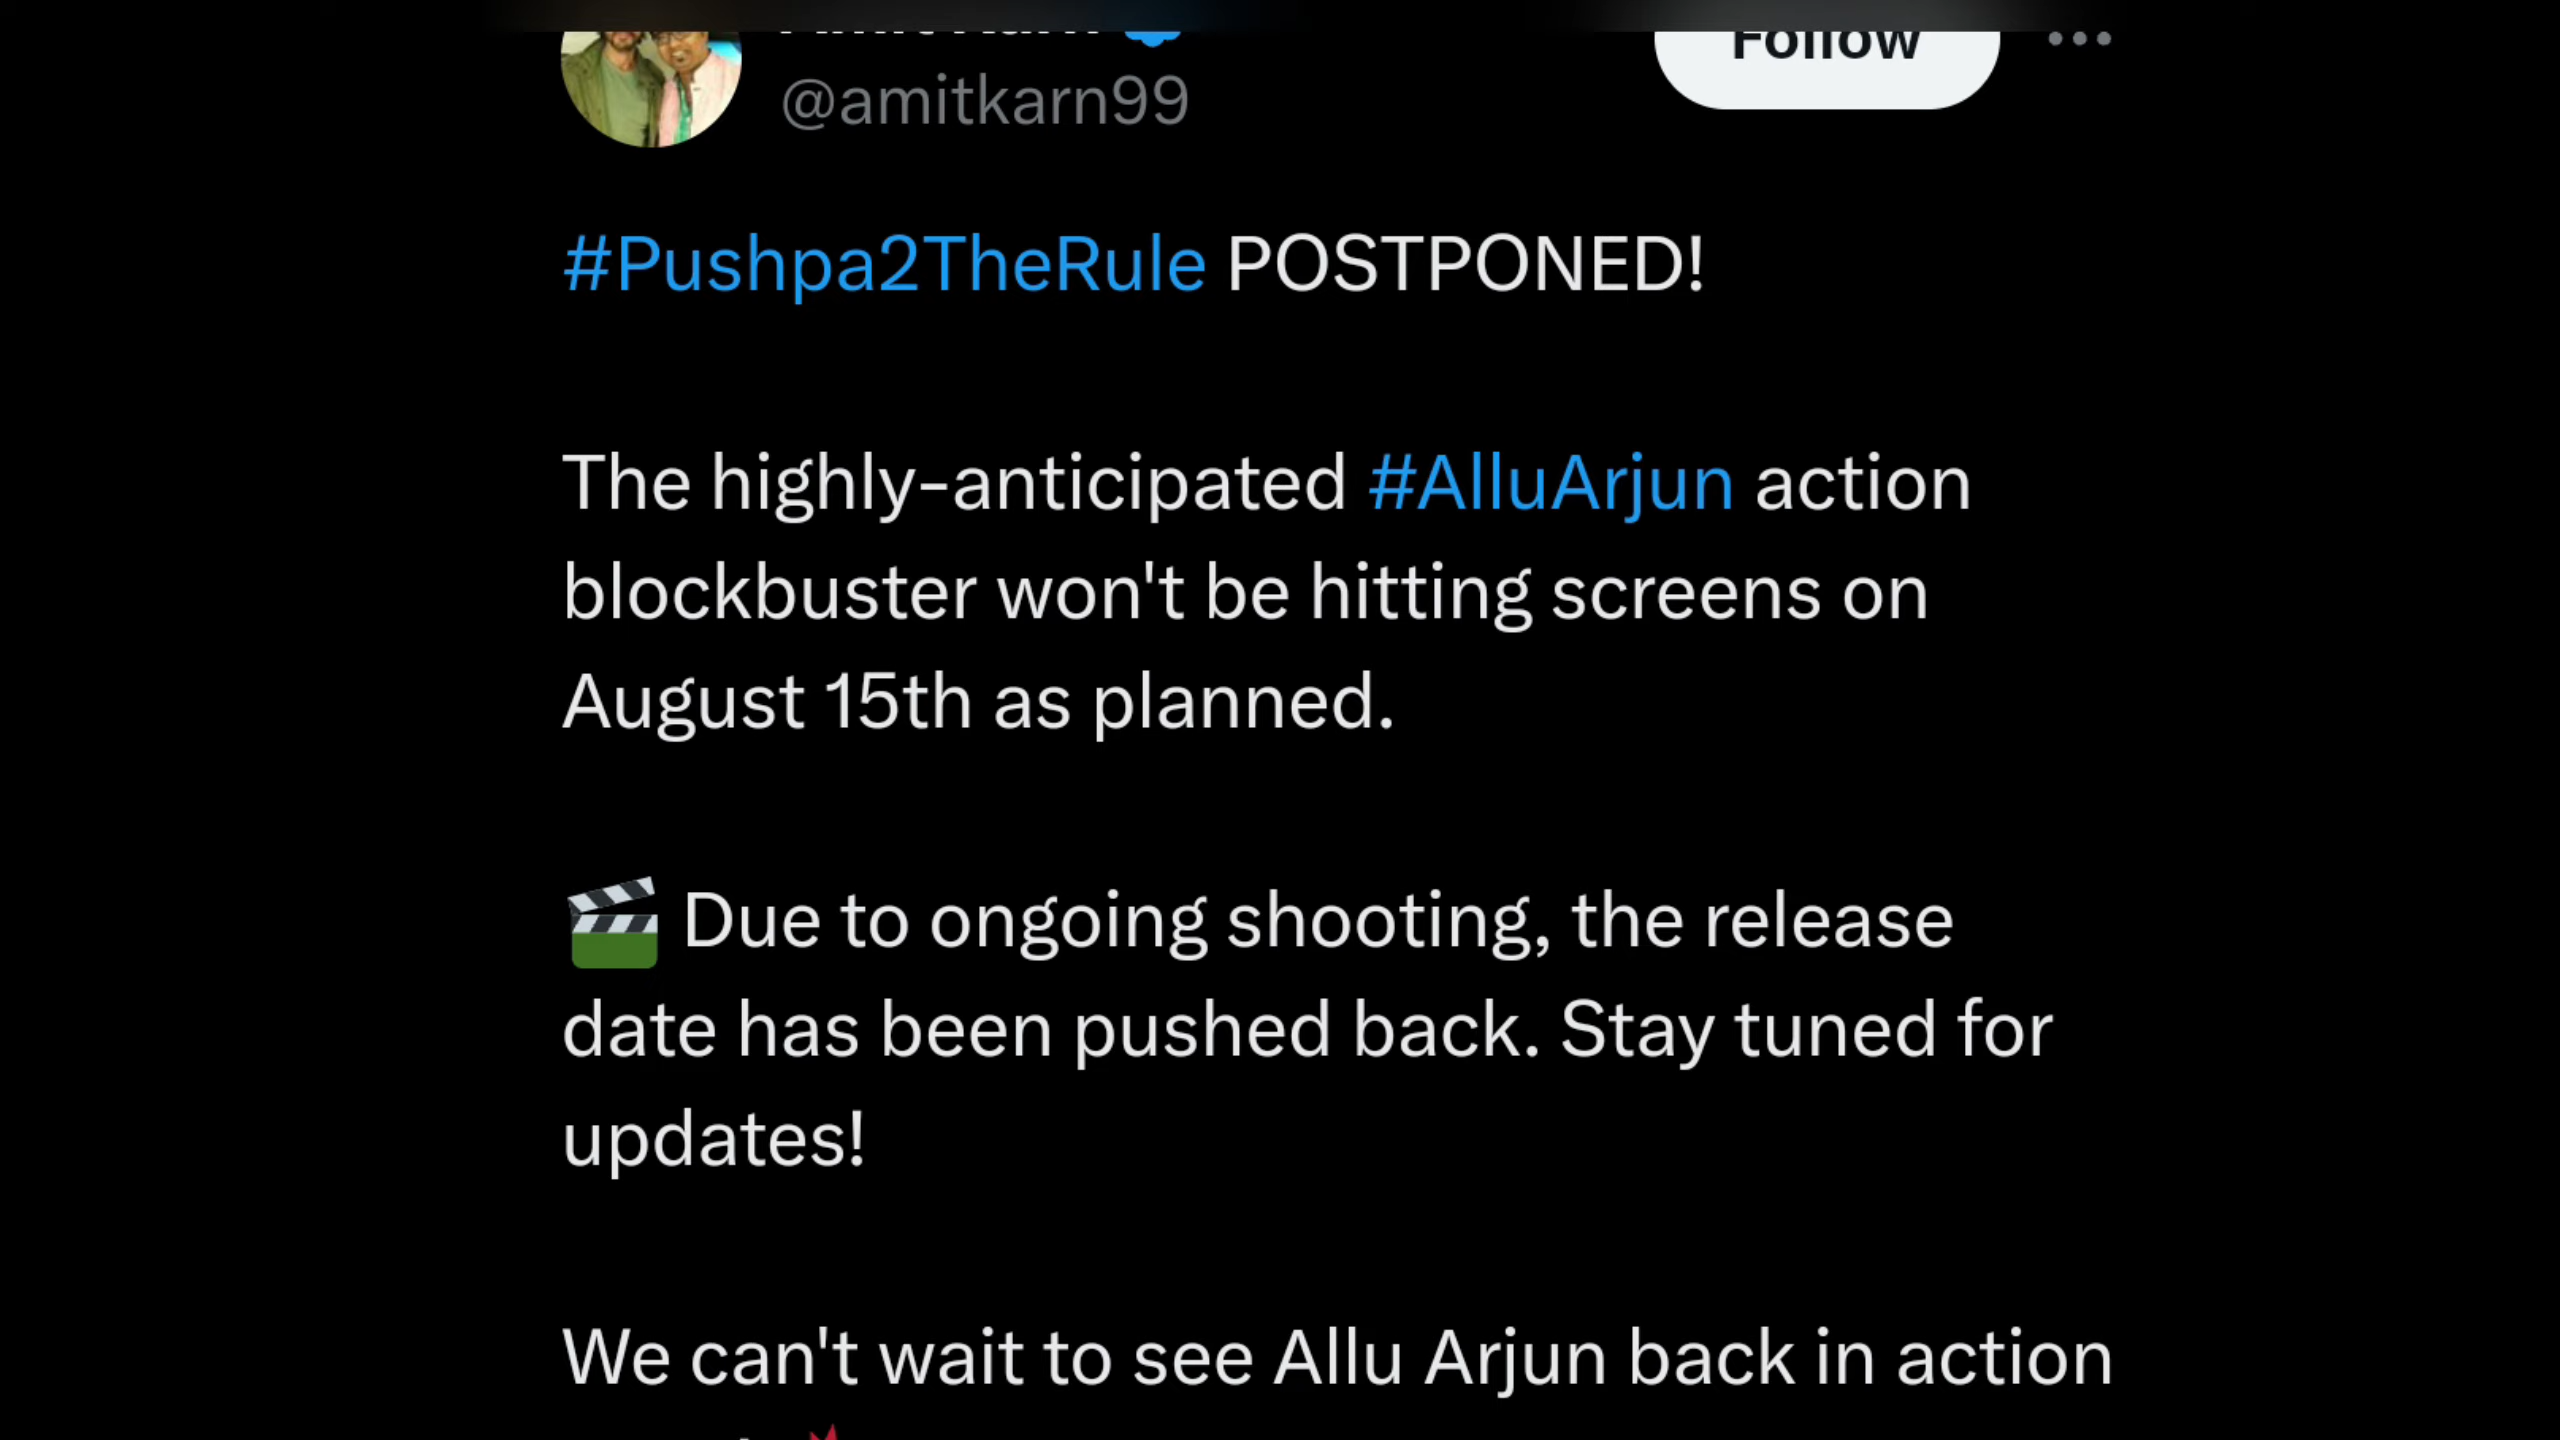 @amitkarn99
Follow
#Pushpa2TheRule POSTPONED!
The highly-anticipated #AlluArjun action
blockbuster won't be hitting screens on
August 15th as planned.
🎬 Due to ongoing shooting, the release
date has been pushed back. Stay tuned for
updates!
We can't wait to see Allu Arjun back in action